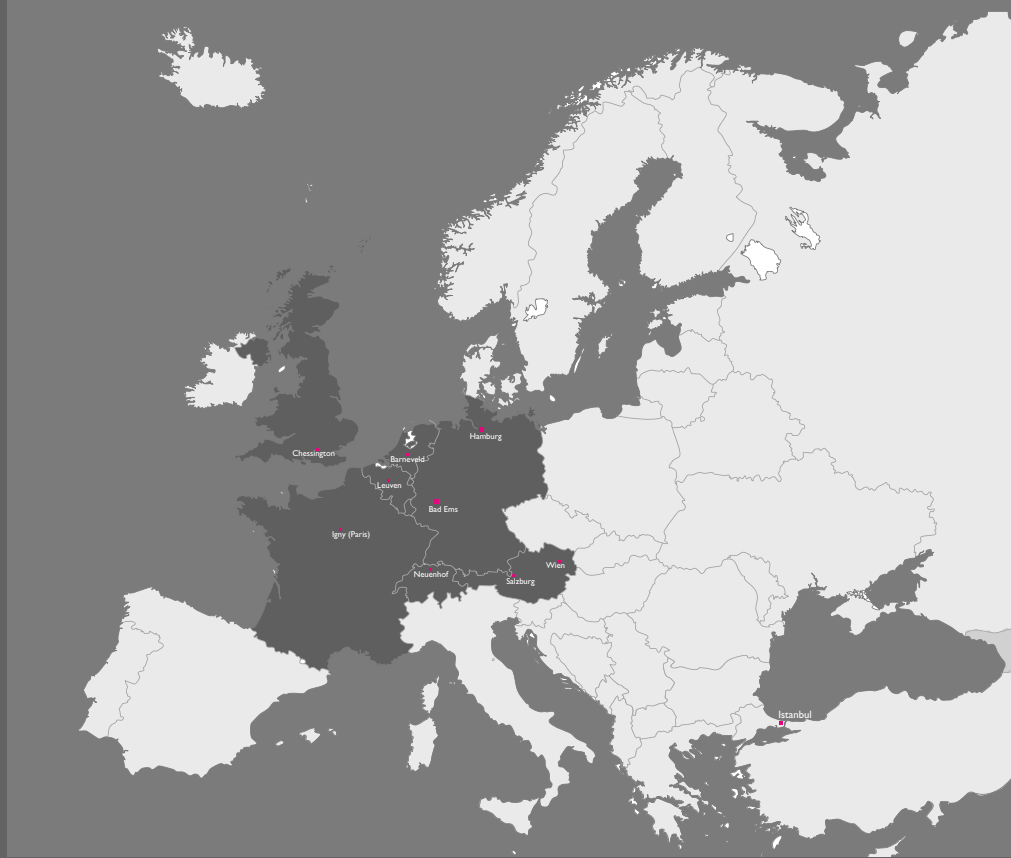 Hamburg
Chessington
Barneveld
Leuven
Bad Ems
Igny (Paris)
Wien
Neuenhof
Salzburg
Istanbul